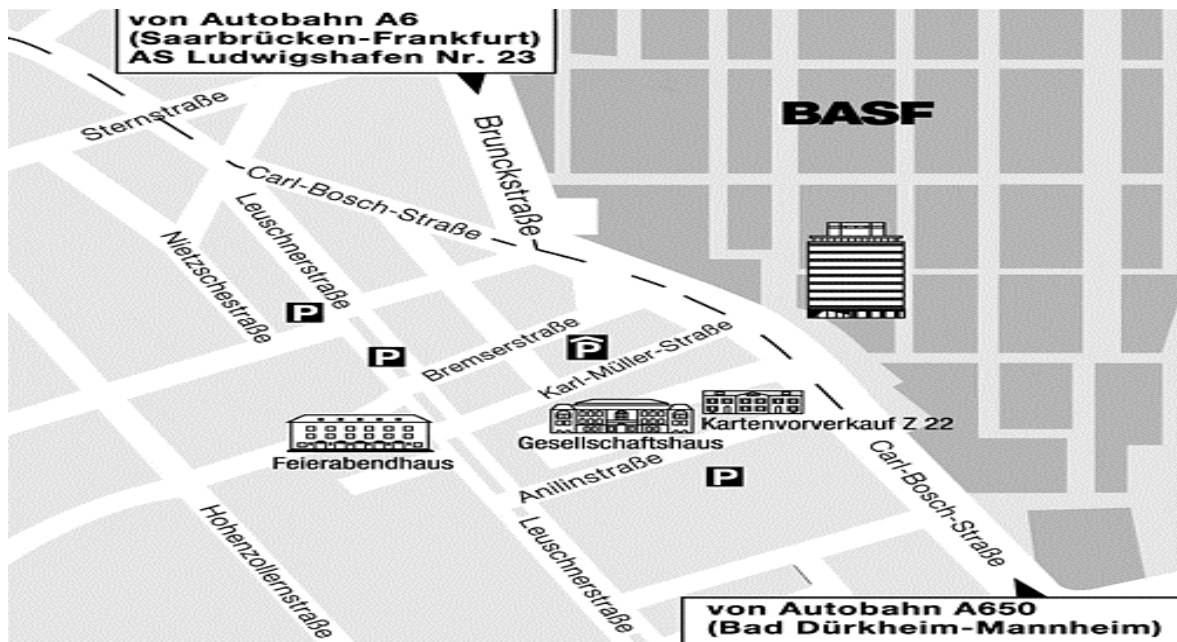 von Autobahn A6
(Saarbrücken-Frankfurt)
AS Ludwigshafen Nr. 23
Sternstraße
Brunckstraße
BASF
Carl-Bosch-Straße
Leuschnerstraße
Nietzschestraße
P
P
Bremserstraße
P
Karl-Müller-Straße
Feierabendhaus
Gesellschaftshaus
Kartenvorverkauf Z 22
Anilinstraße
P
Carl-Bosch-Straße
Hohenzollernstraße
Leuschnerstraße
von Autobahn A650
(Bad Dürkheim-Mannheim)